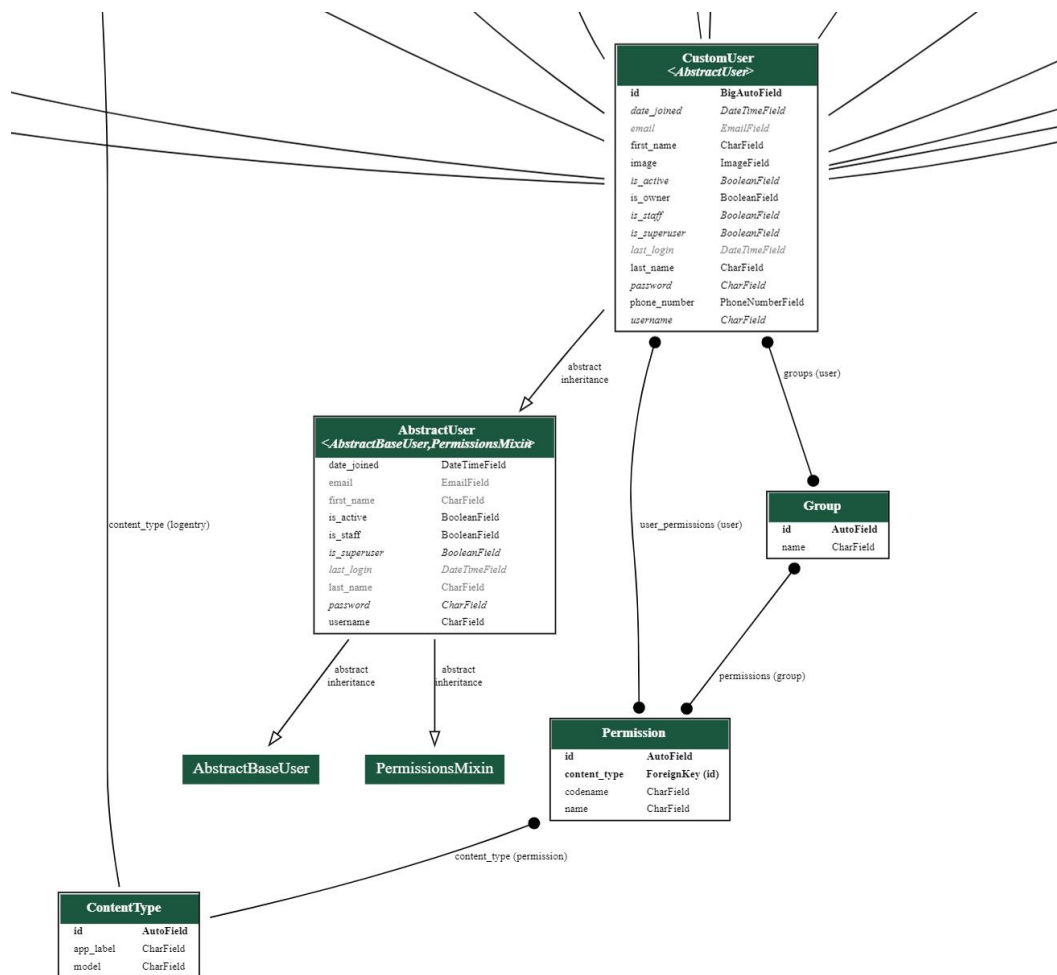 CustomUser
<AbstractUser>
id BigAutoField
date_joined DateTimeField
email EmailField
first_name CharField
image ImageField
is_active BooleanField
is_owner BooleanField
is_staff BooleanField
is_superuser BooleanField
last_login DateTimeField
last_name CharField
password CharField
phone_number PhoneNumberField
username CharField
abstract
inheritance
groups (user)
AbstractUser
<AbstractBaseUser,PermissionsMixin>
date_joined DateTimeField
email EmailField
first_name CharField
is_active BooleanField
is_staff BooleanField
is_superuser BooleanField
last_login DateTimeField
last_name CharField
password CharField
username CharField
content_type (logentry)
user_permissions (user)
Group
id AutoField
name CharField
abstract
inheritance
abstract
inheritance
permissions (group)
AbstractBaseUser
PermissionsMixin
Permission
id AutoField
content_type ForeignKey (id)
codename CharField
name CharField
content_type (permission)
ContentType
id AutoField
app_label CharField
model CharField